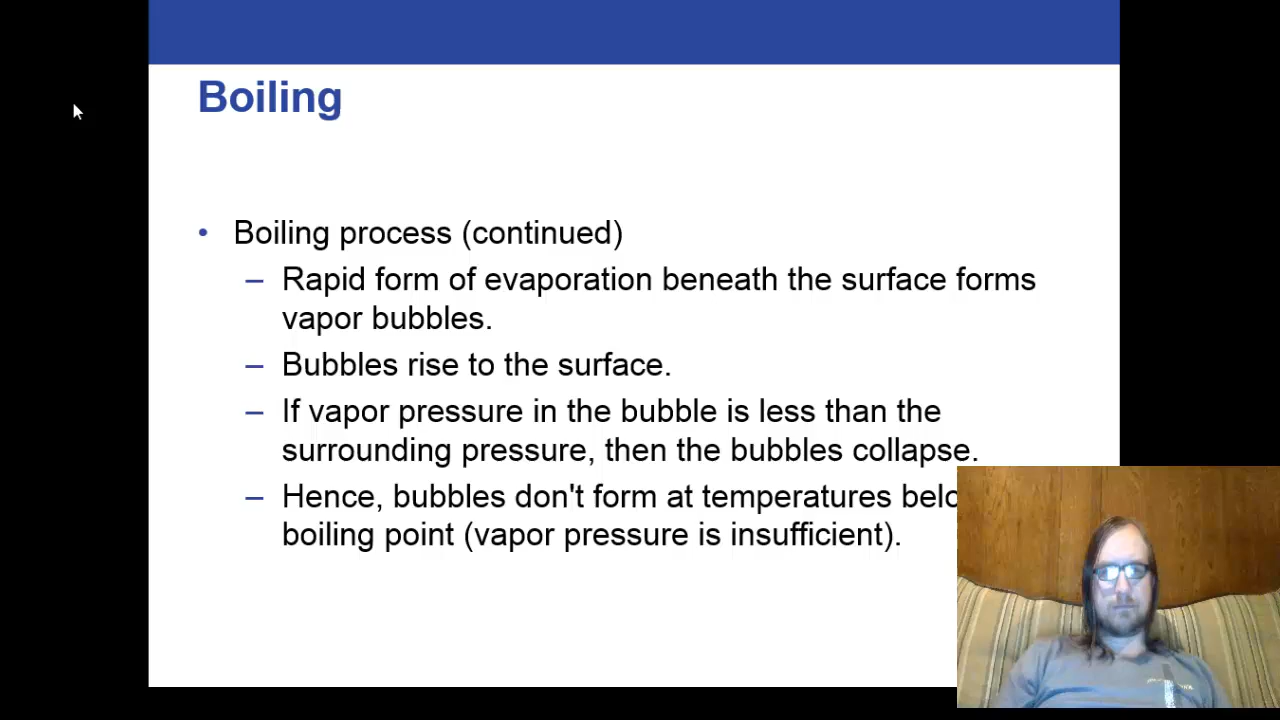 Boiling
• Boiling process (continued)
– Rapid form of evaporation beneath the surface forms
vapor bubbles.
– Bubbles rise to the surface.
– If vapor pressure in the bubble is less than the
surrounding pressure, then the bubbles collapse.
– Hence, bubbles don't form at temperatures
boiling point (vapor pressure is insufficient).